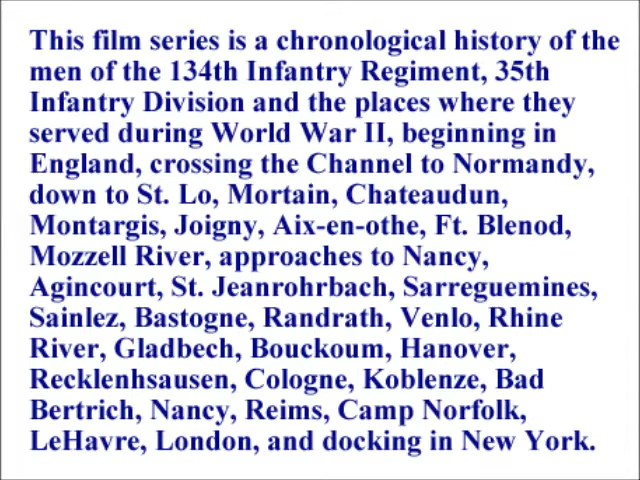 This film series is a chronological history of the
men of the 134th Infantry Regiment, 35th
Infantry Division and the places where they
served during World War II, beginning in
England, crossing the Channel to Normandy,
down to St. Lo, Mortain, Chateaudun,
Montargis, Joigny, Aix-en-othe, Ft. Blenod,
Mozzell River, approaches to Nancy,
Agincourt, St. Jeanrohrbach, Sarreguemines,
Sainlez, Bastogne, Randrath, Venlo, Rhine
River, Gladbech, Bouckoum, Hanover,
Recklenhsausen, Cologne, Koblenze, Bad
Bertrich, Nancy, Reims, Camp Norfolk,
LeHavre, London, and docking in New York.